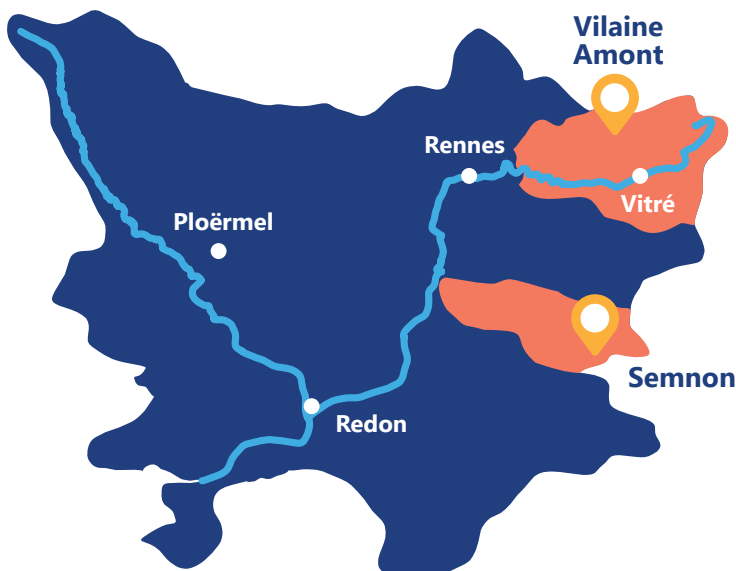 Vilaine
Amont
Rennes
Vitré
Ploërmel
Semnon
Redon